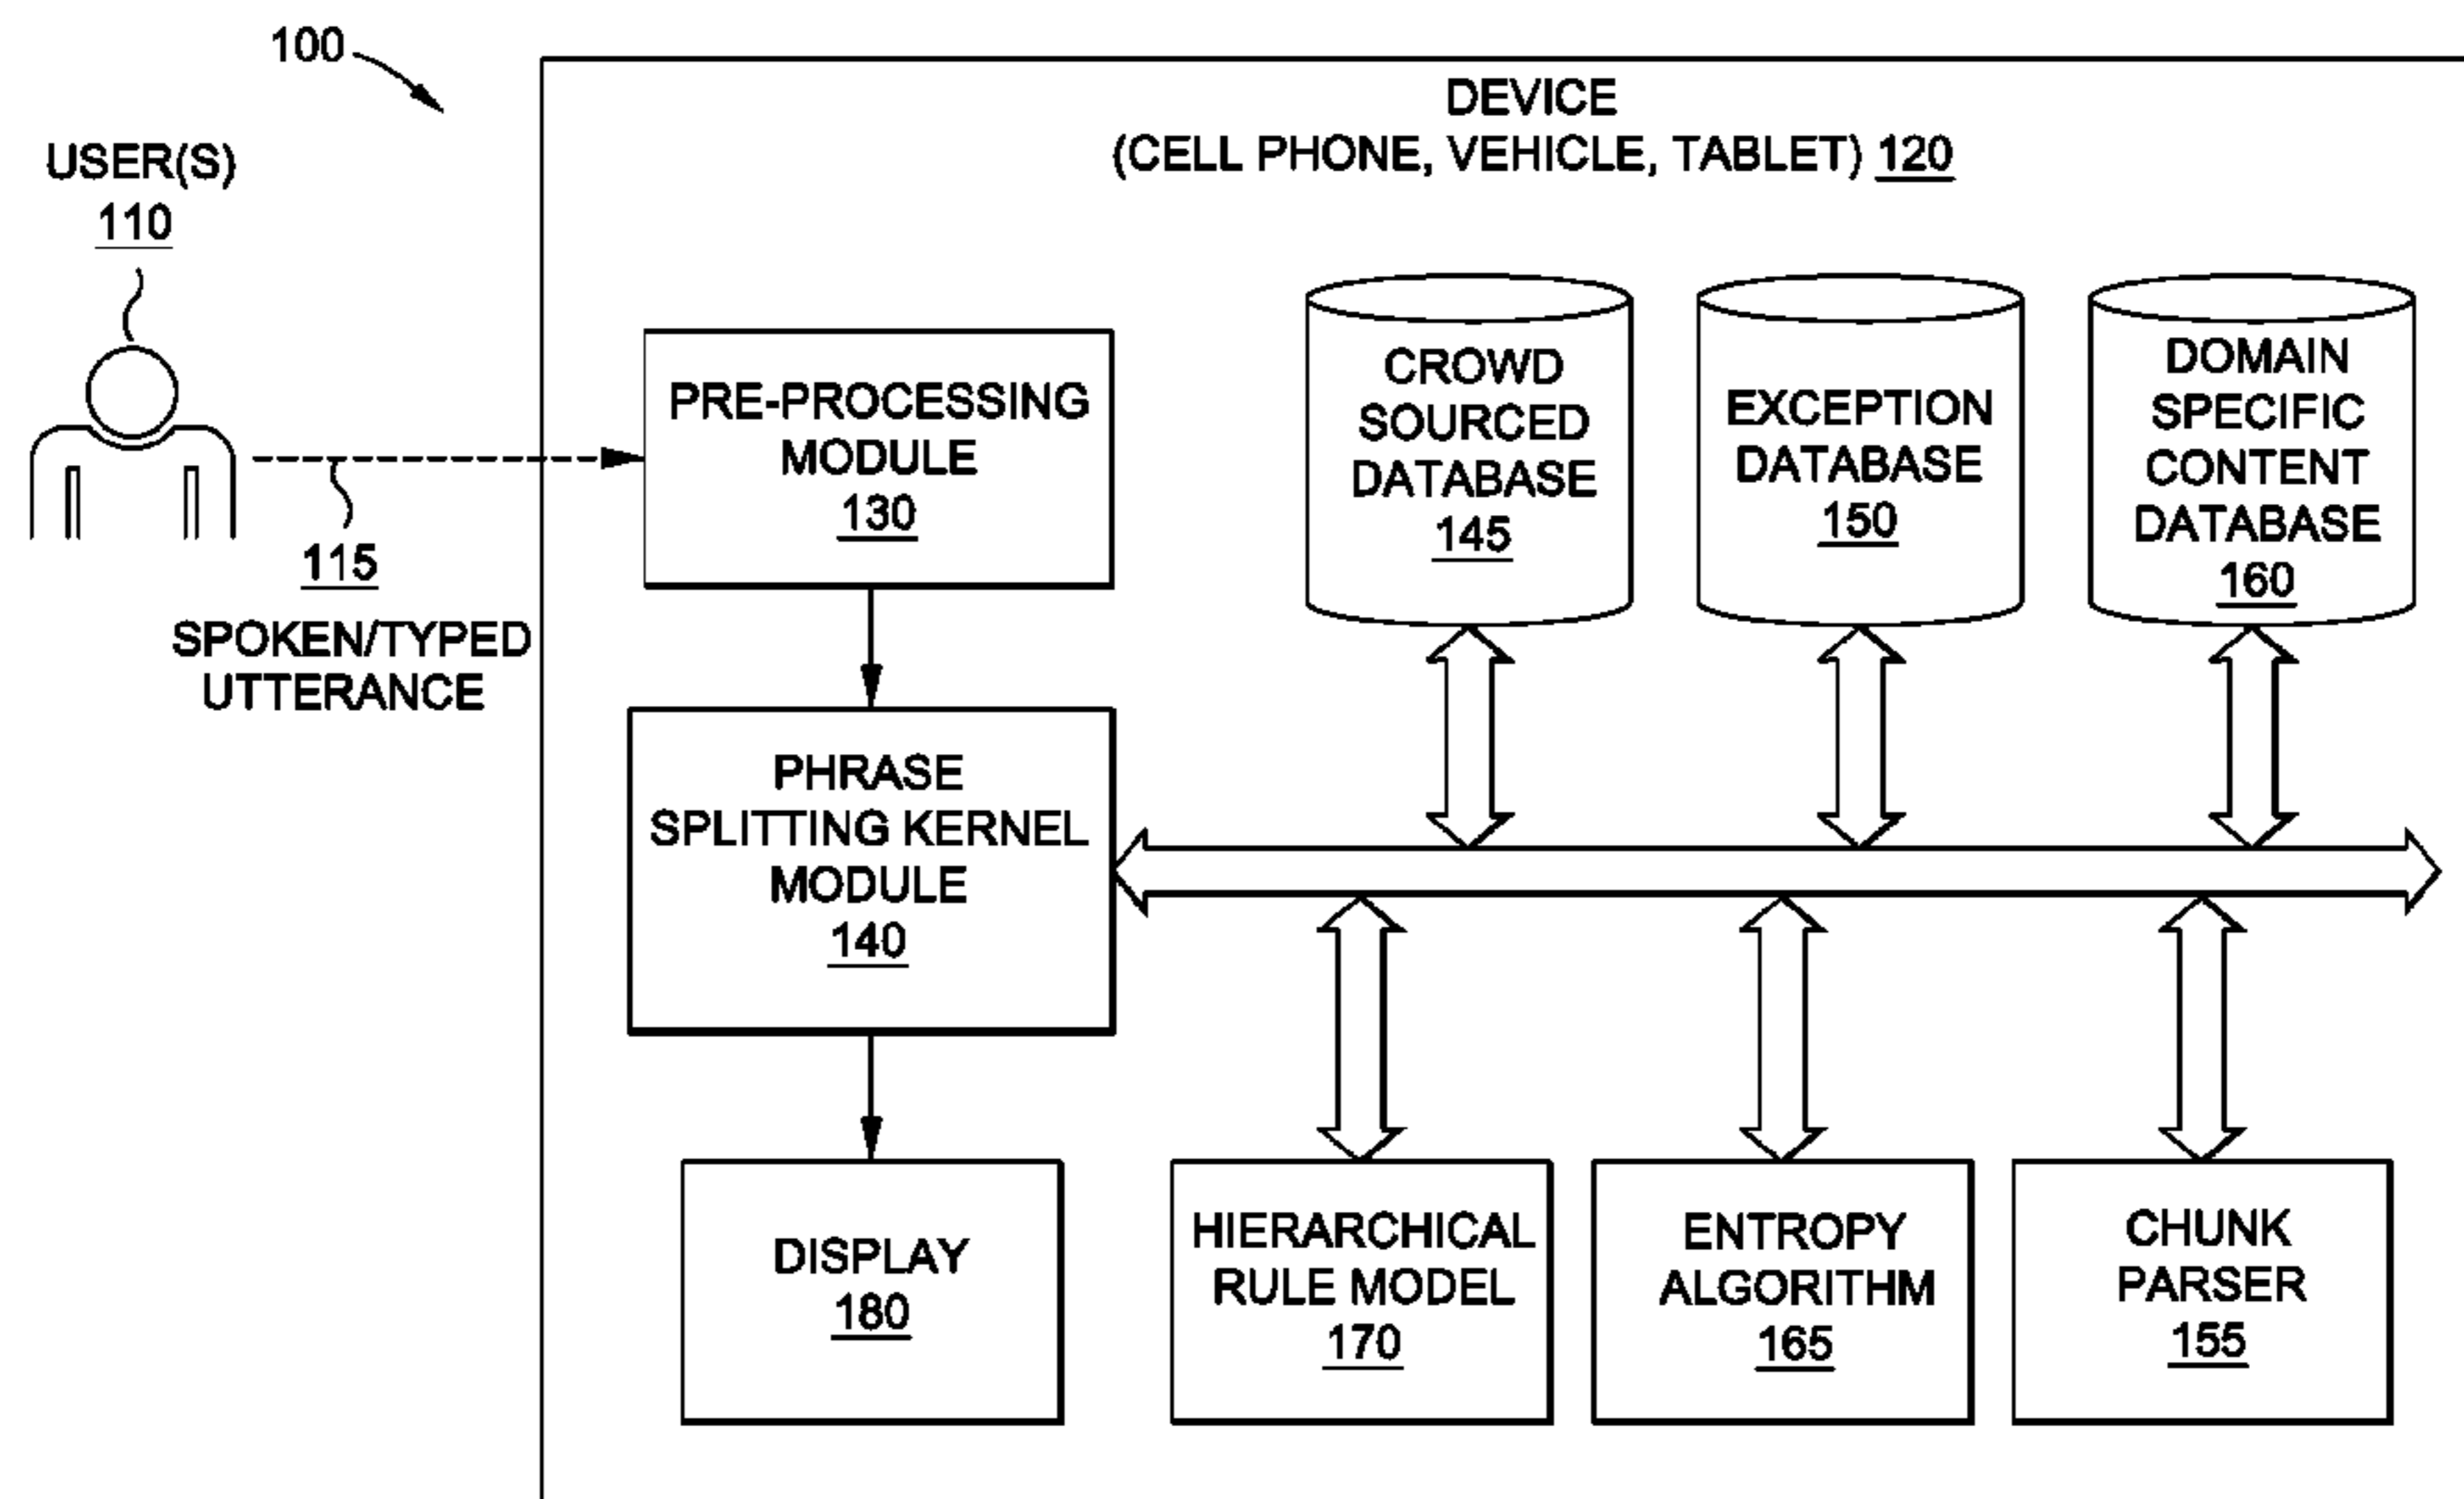 100
DEVICE
(CELL PHONE, VEHICLE, TABLET) 120
USER(S)
110
115
SPOKEN/TYPED
UTTERANCE
PRE-PROCESSING
MODULE
130
CROWD
SOURCED
DATABASE
145
EXCEPTION
DATABASE
150
DOMAIN
SPECIFIC
CONTENT
DATABASE
160
PHRASE
SPLITTING KERNEL
MODULE
140
DISPLAY
180
HIERARCHICAL
RULE MODEL
170
ENTROPY
ALGORITHM
165
CHUNK
PARSER
155